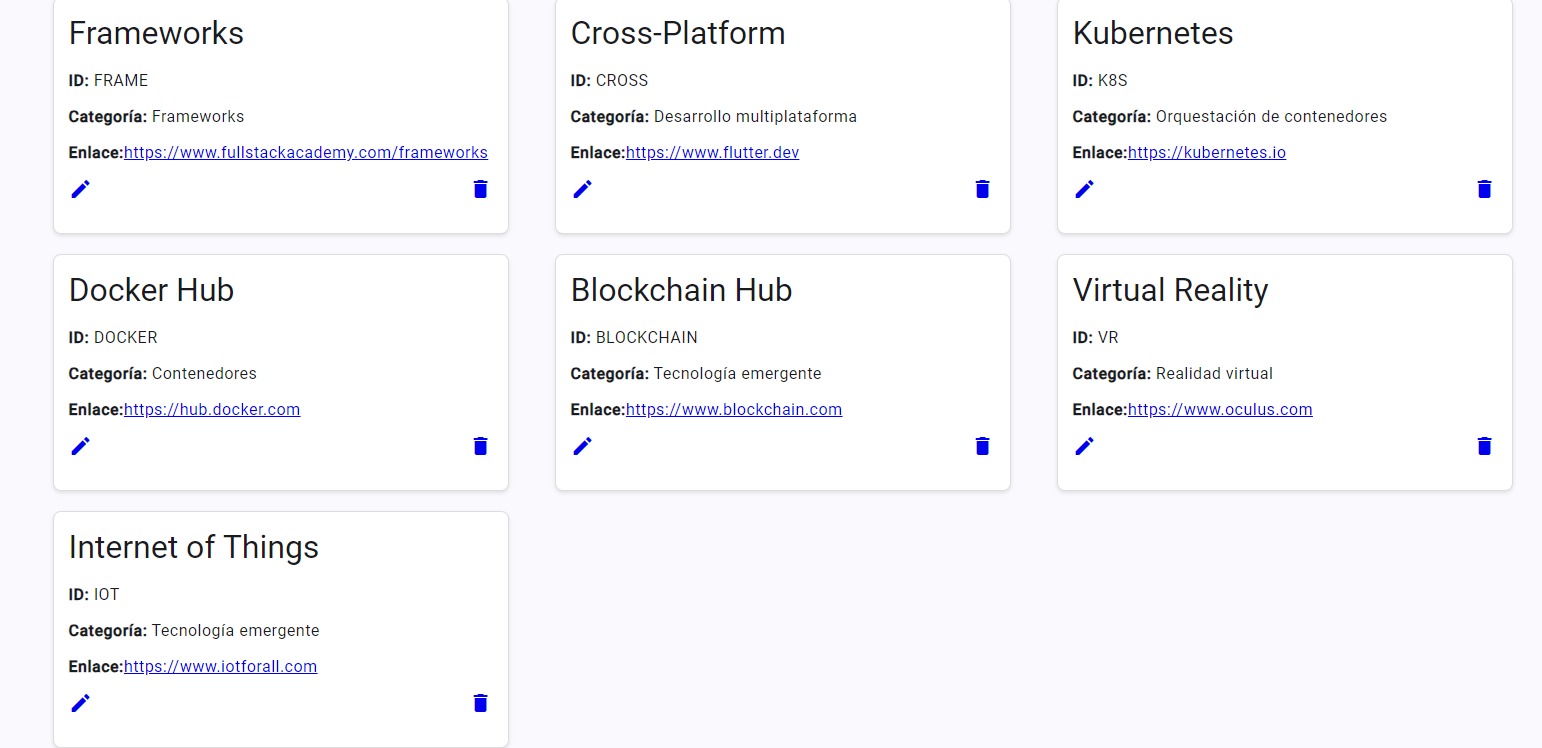 Frameworks
ID: FRAME
Categoría: Frameworks
Enlace:https://www.fullstackacademy.com/frameworks
Cross-Platform
ID: CROSS
Categoría: Desarrollo multiplataforma
Enlace:https://www.flutter.dev
Kubernetes
ID: K8S
Categoría: Orquestación de contenedores
Enlace:https://kubernetes.io
Docker Hub
ID: DOCKER
Categoría: Contenedores
Enlace:https://hub.docker.com
Blockchain Hub
ID: BLOCKCHAIN
Categoría: Tecnología emergente
Enlace:https://www.blockchain.com
Virtual Reality
ID: VR
Categoría: Realidad virtual
Enlace:https://www.oculus.com
Internet of Things
ID: IOT
Categoría: Tecnología emergente
Enlace:https://www.iotforall.com